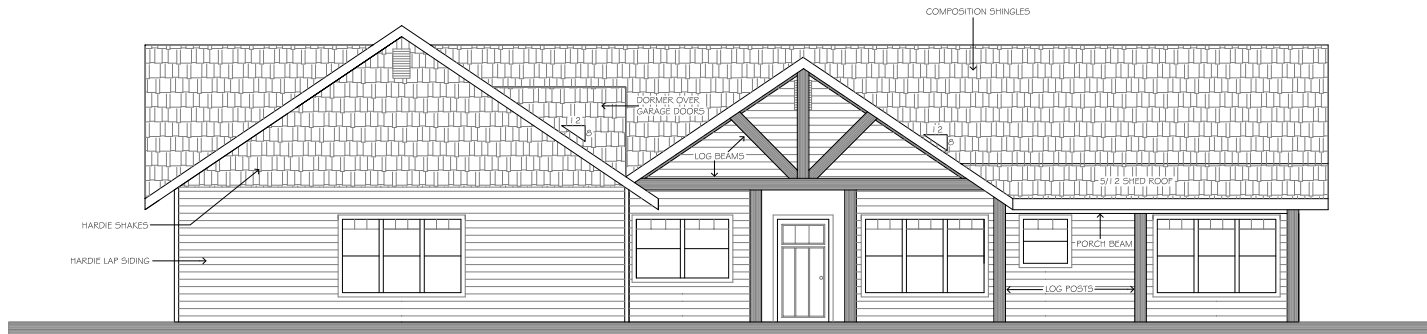 COMPOSITION SHINGLES
DORMER OVER
GARAGE DOORS
12
8
12
8
LOG BEAMS
5/12 SHED ROOF
HARDIE SHAKES
PORCH BEAM
HARDIE LAP SIDING
LOG POSTS